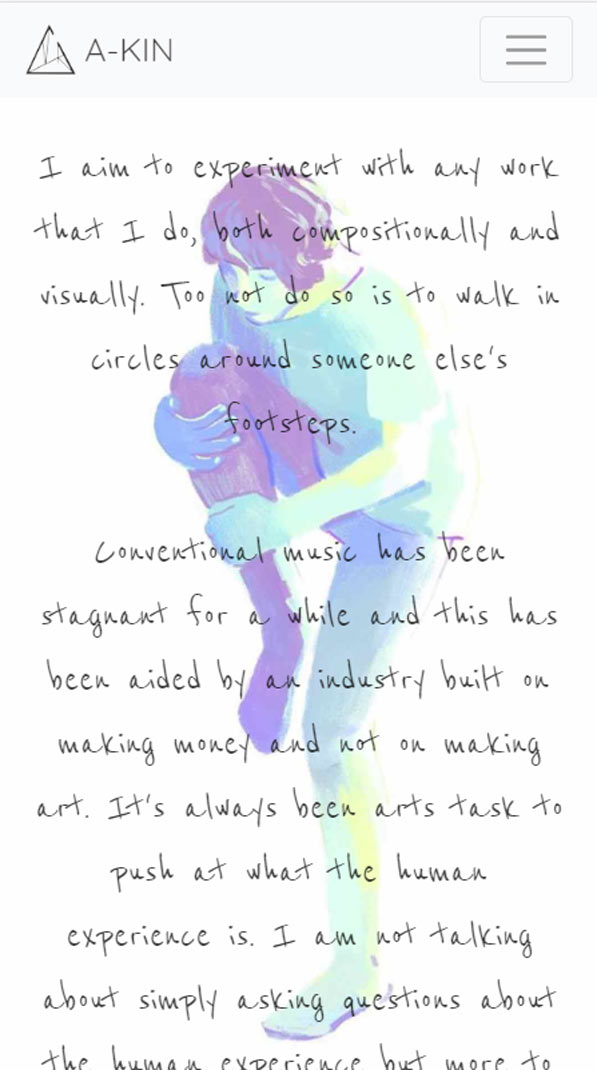 A-KIN
I aim to experiment with any work
that I do, both compositionally and
visually. Too not do so is to walk in
circles around someone else's
footsteps.
Conventional music has been
stagnant for a while and this has
been aided by an industry built on
making money and not on making
art. It's always been arts task to
push at what the human
experience is. I am not talking
about simply asking questions about
the human experience but more to